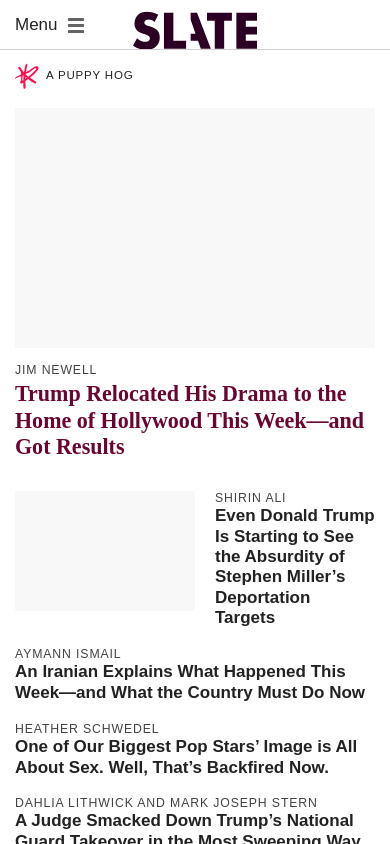 Menu
SLATE
A PUPPY HOG
JIM NEWELL
Trump Relocated His Drama to the
Home of Hollywood This Week—and
Got Results
SHIRIN ALI
Even Donald Trump
Is Starting to See
the Absurdity of
Stephen Miller’s
Deportation
Targets
AYMANN ISMAIL
An Iranian Explains What Happened This
Week—and What the Country Must Do Now
HEATHER SCHWEDEL
One of Our Biggest Pop Stars’ Image is All
About Sex. Well, That’s Backfired Now.
DAHLIA LITHWICK AND MARK JOSEPH STERN
A Judge Smacked Down Trump’s National
Guard Takeover in the Most Sweeping Way